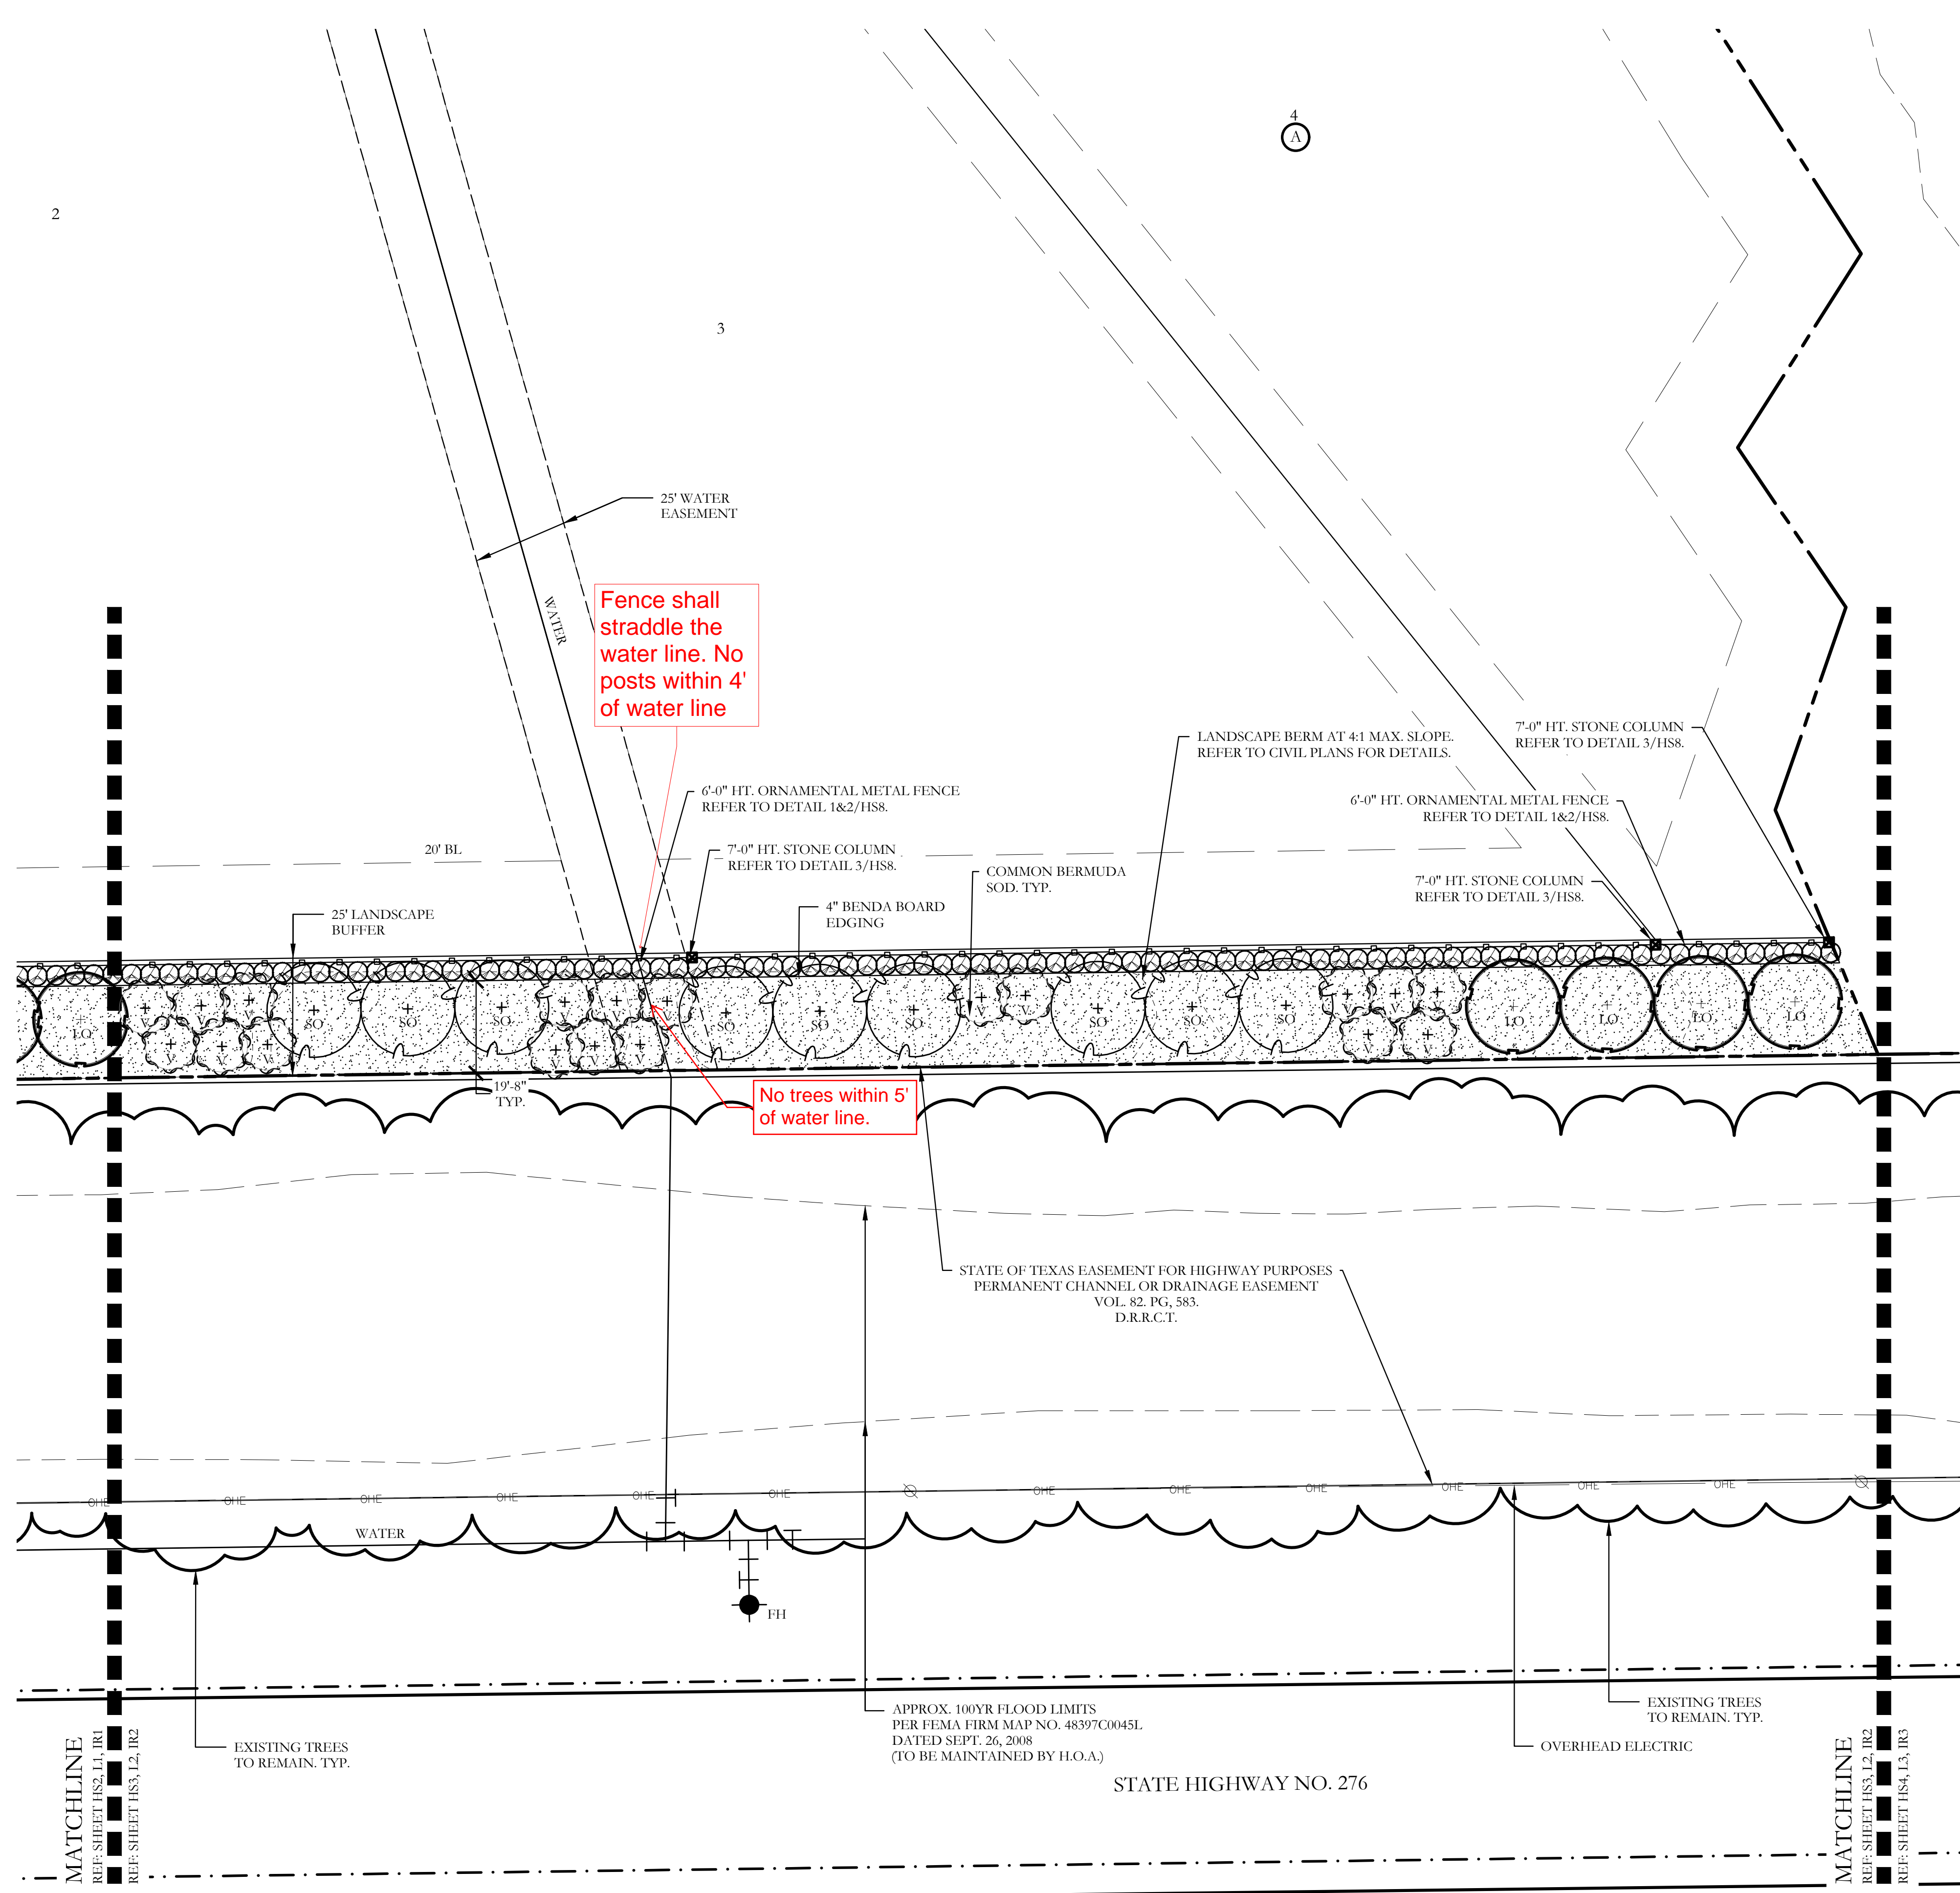 4
A
2
3
25' WATER
EASEMENT
WATER
Fence shall
straddle the
water line. No
posts within 4'
of water line
7'-0" HT. STONE COLUMN
REFER TO DETAIL 3/HS8.
LANDSCAPE BERM AT 4:1 MAX. SLOPE.
REFER TO CIVIL PLANS FOR DETAILS.
6'-0" HT. ORNAMENTAL METAL FENCE
REFER TO DETAIL 1&2/HS8.
6'-0" HT. ORNAMENTAL METAL FENCE
REFER TO DETAIL 1&2/HS8.
20' BL
7'-0" HT. STONE COLUMN
REFER TO DETAIL 3/HS8.
COMMON BERMUDA
SOD. TYP.
7'-0" HT. STONE COLUMN
REFER TO DETAIL 3/HS8.
4" BENDA BOARD
EDGING
25' LANDSCAPE
BUFFER
LO V V V SO SO SO V V V SO SO SO V V SO SO SO V V V LO LO LO LO
V V V V V V V V
19'-8"
TYP.
No trees within 5'
of water line.
STATE OF TEXAS EASEMENT FOR HIGHWAY PURPOSES
PERMANENT CHANNEL OR DRAINAGE EASEMENT
VOL. 82. PG, 583.
D.R.R.C.T.
OHE OHE OHE OHE OHE OHE OHE OHE OHE OHE OHE OHE
WATER
FH
APPROX. 100YR FLOOD LIMITS
PER FEMA FIRM MAP NO. 48397C0045L
DATED SEPT. 26, 2008
(TO BE MAINTAINED BY H.O.A.)
EXISTING TREES
TO REMAIN. TYP.
EXISTING TREES
TO REMAIN. TYP.
OVERHEAD ELECTRIC
STATE HIGHWAY NO. 276
MATCHLINE
REF: SHEET HS2, L1, IR1
REF: SHEET HS3, L2, IR2
MATCHLINE
REF: SHEET HS3, L2, IR2
REF: SHEET HS4, L3, IR3